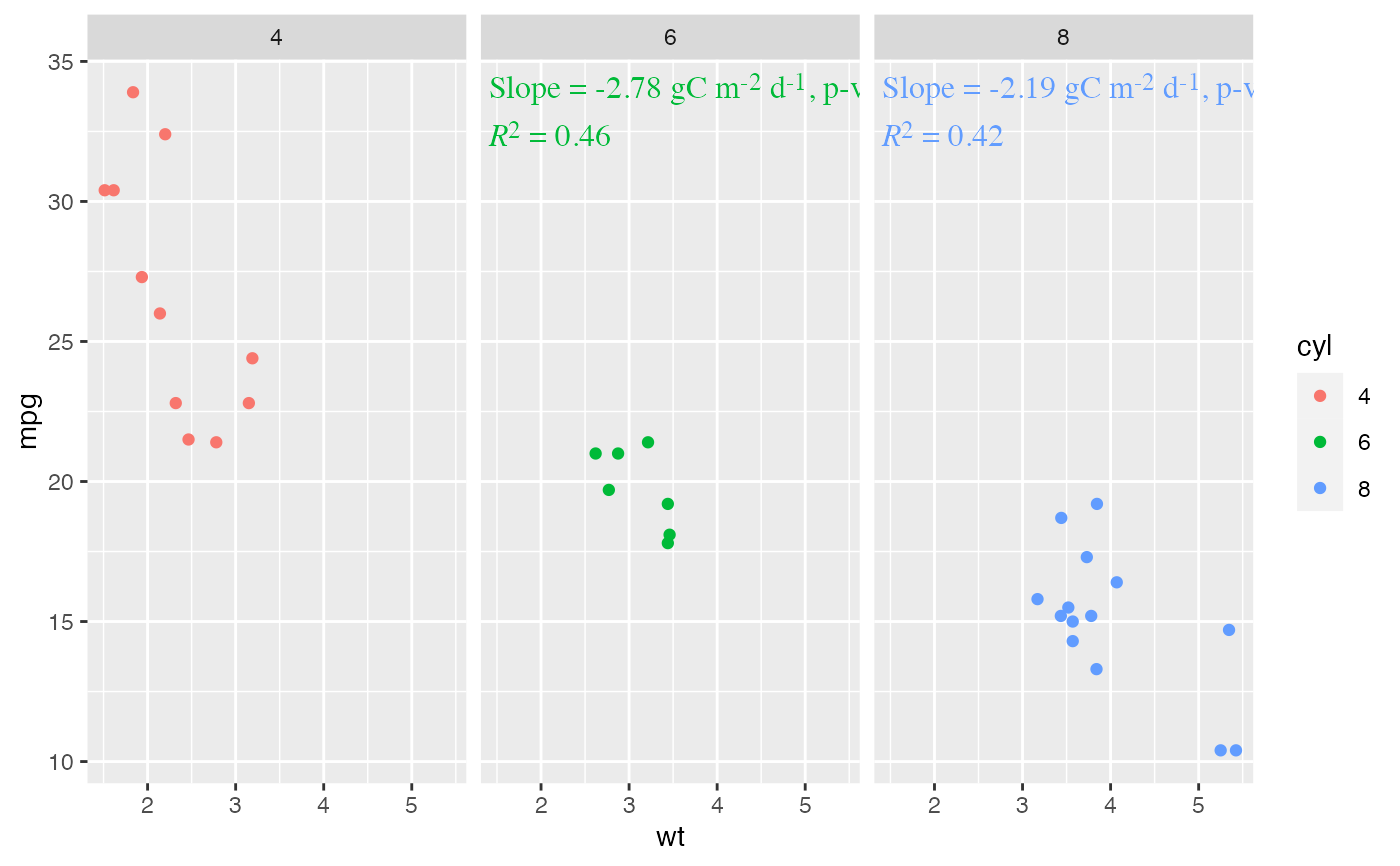 4 6 8
Slope = -2.78 gC m-2 d-1, p-v
R2 = 0.46
Slope = -2.19 gC m-2 d-1, p-v
R2 = 0.42
35
30
25
20
15
10
mpg
2 3 4 5 2 3 4 5 2 3 4 5
wt
cyl
4
6
8